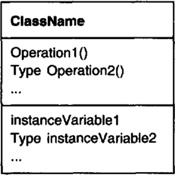 ClassName
Operation1()
Type Operation2()
...
instanceVariable1
Type instanceVariable2
...